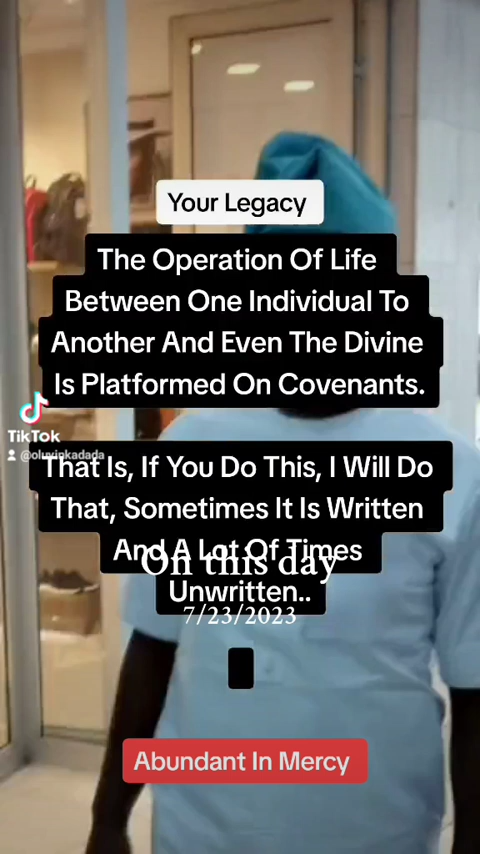 Your Legacy
The Operation Of Life
Between One Individual To
Another And Even The Divine
Is Platformed On Covenants.
TikTok
@oluyinkadada
That Is, If You Do This, I Will Do
That, Sometimes It Is Written
And A Lot Of Times
Unwritten..
On this day
7/23/2023
Abundant In Mercy